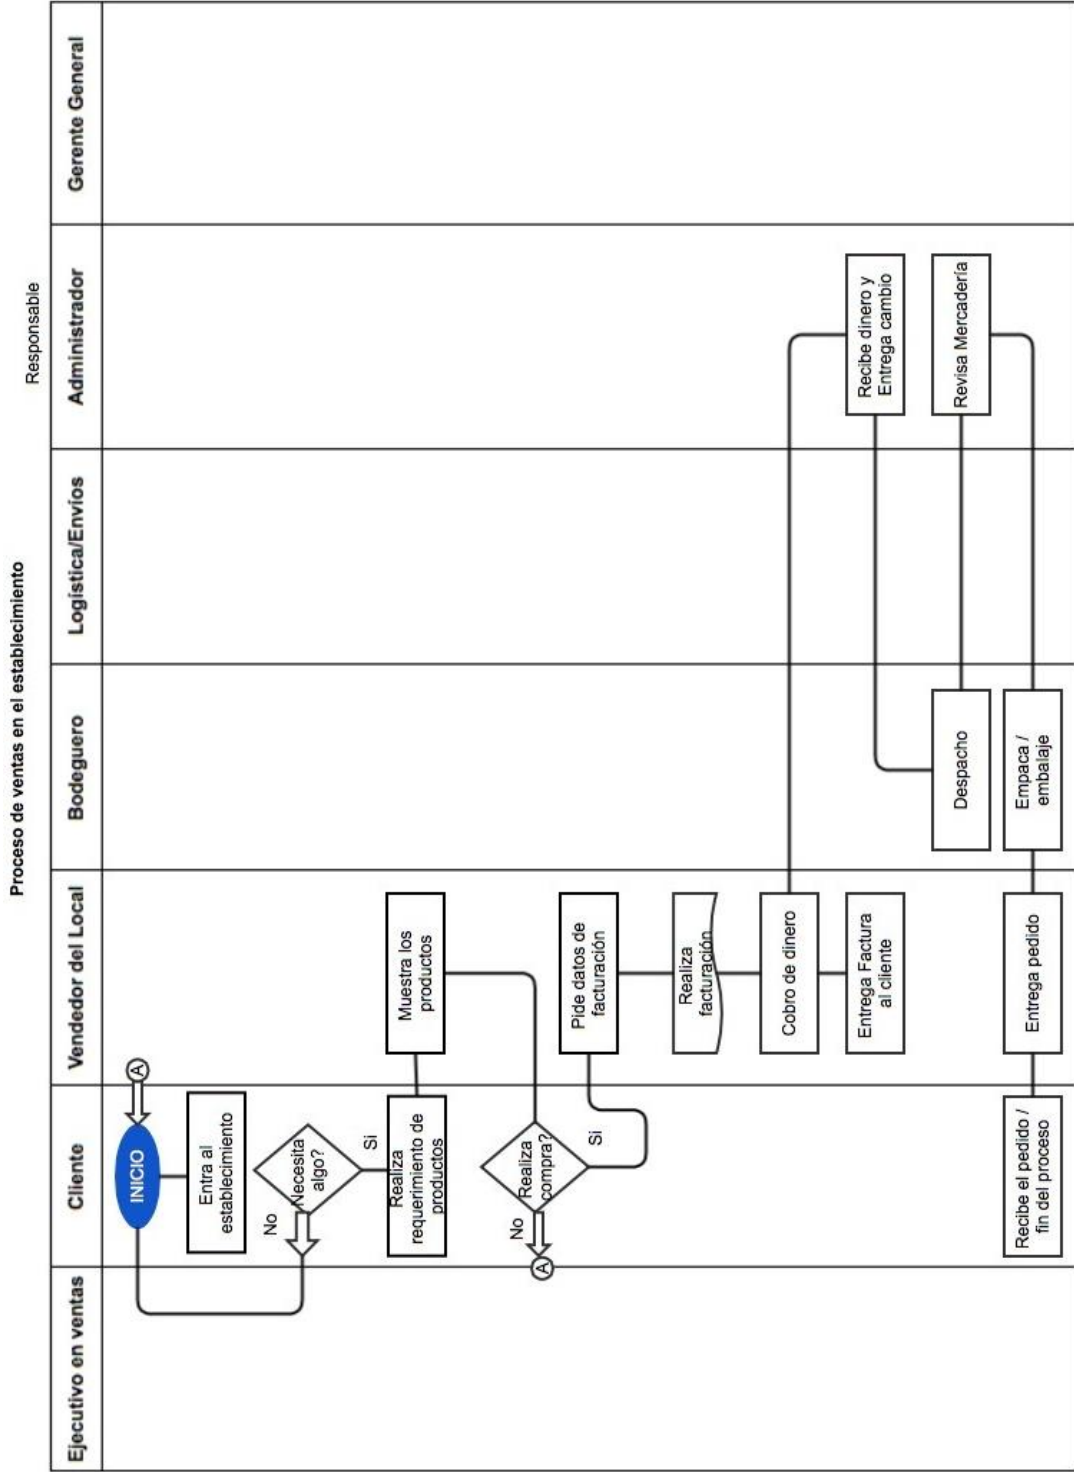 Proceso de ventas en el establecimiento
Responsable
Ejecutivo en ventas
Cliente
Vendedor del Local
Bodeguero
Logística/Envíos
Administrador
Gerente General
A
INICIO
Entra al
establecimiento
Necesita
algo?
No
Si
Realiza
requerimiento de
productos
Muestra los
productos
Realiza
compra?
No
A
Si
Pide datos de
facturación
Realiza
facturación
Cobro de dinero
Entrega Factura
al cliente
Recibe dinero y
Entrega cambio
Despacho
Revisa Mercadería
Empaca /
embalaje
Entrega pedido
Recibe el pedido /
fin del proceso